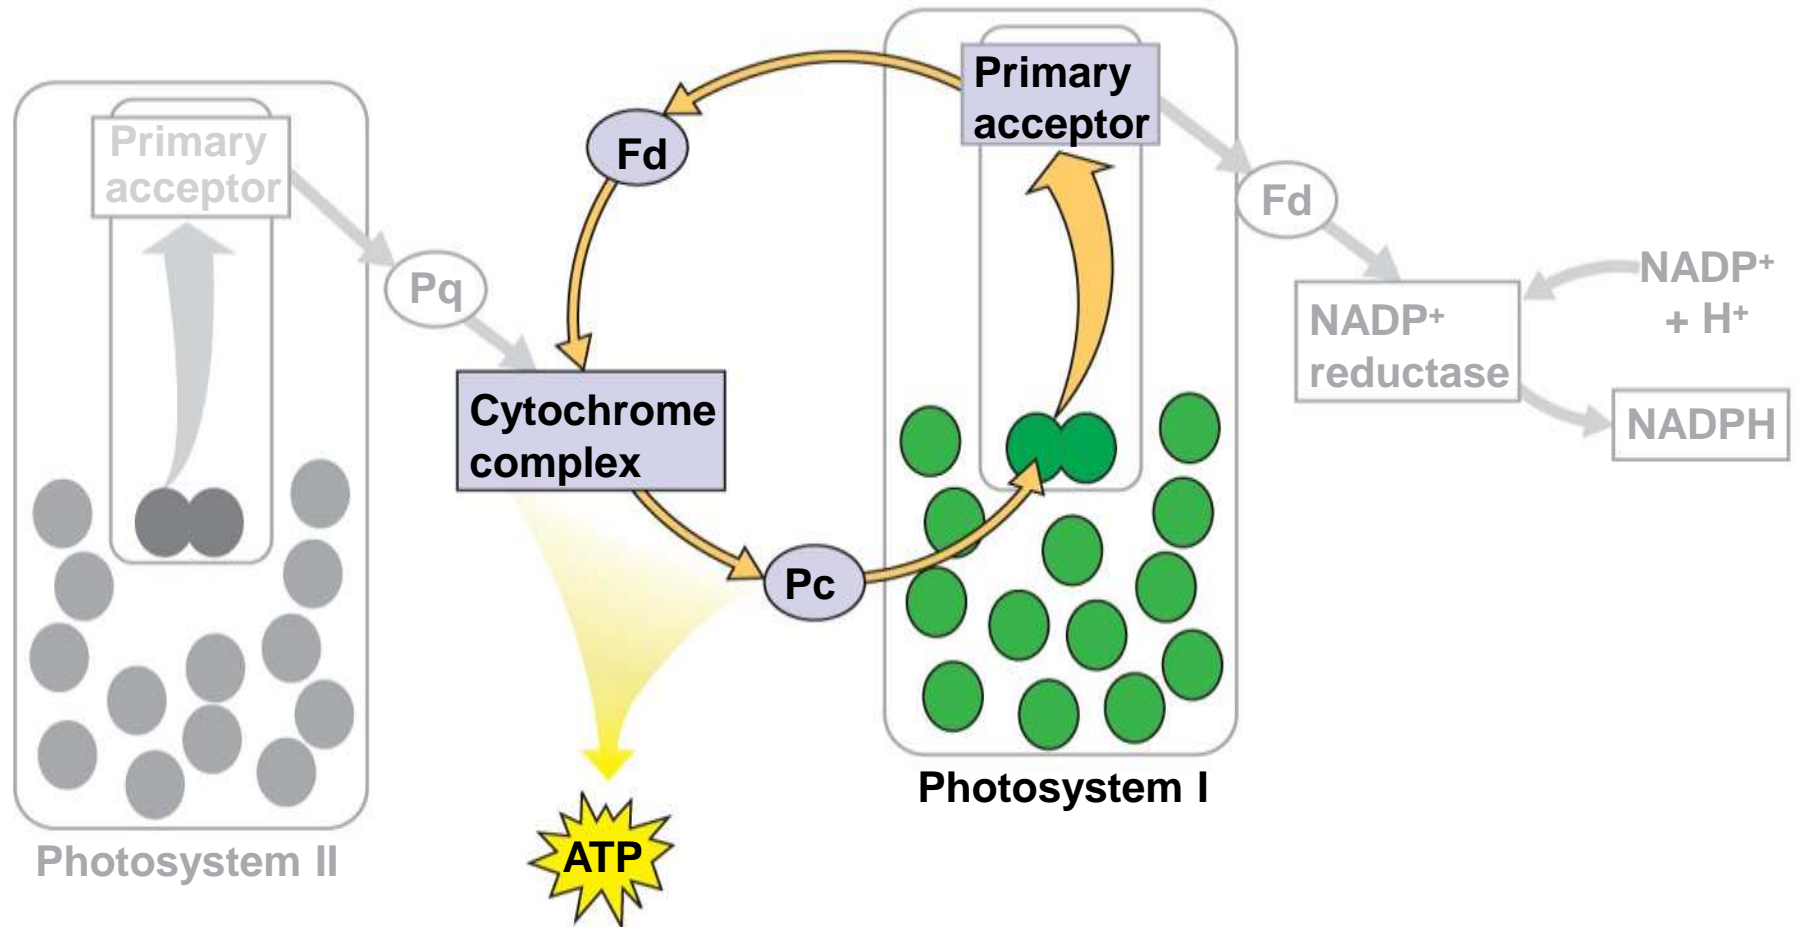 Primary
acceptor
Pq
Photosystem II
Fd
Cytochrome
complex
Pc
ATP
Primary
acceptor
Photosystem I
Fd
NADP⁺
reductase
NADP⁺
+ H⁺
NADPH